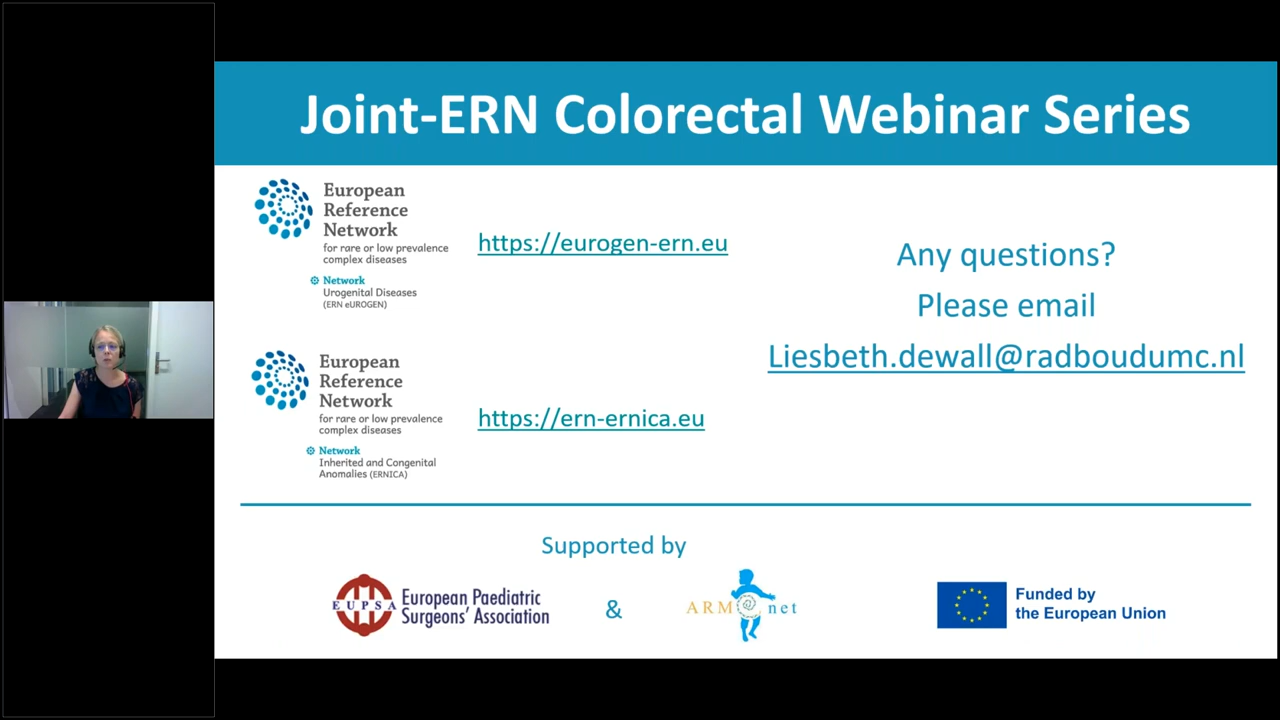 Joint-ERN Colorectal Webinar Series
European
Reference
Network
for rare or low prevalence
complex diseases
Network
Urogenital Diseases
(ERN eUROGEN)
https://eurogen-ern.eu
Any questions?
Please email
Liesbeth.dewall@radboudumc.nl
European
Reference
Network
for rare or low prevalence
complex diseases
Network
Inherited and Congenital
Anomalies (ERNICA)
https://ern-ernica.eu
Supported by
EUPSA
European Paediatric
Surgeons' Association
&
ARM net
Funded by
the European Union